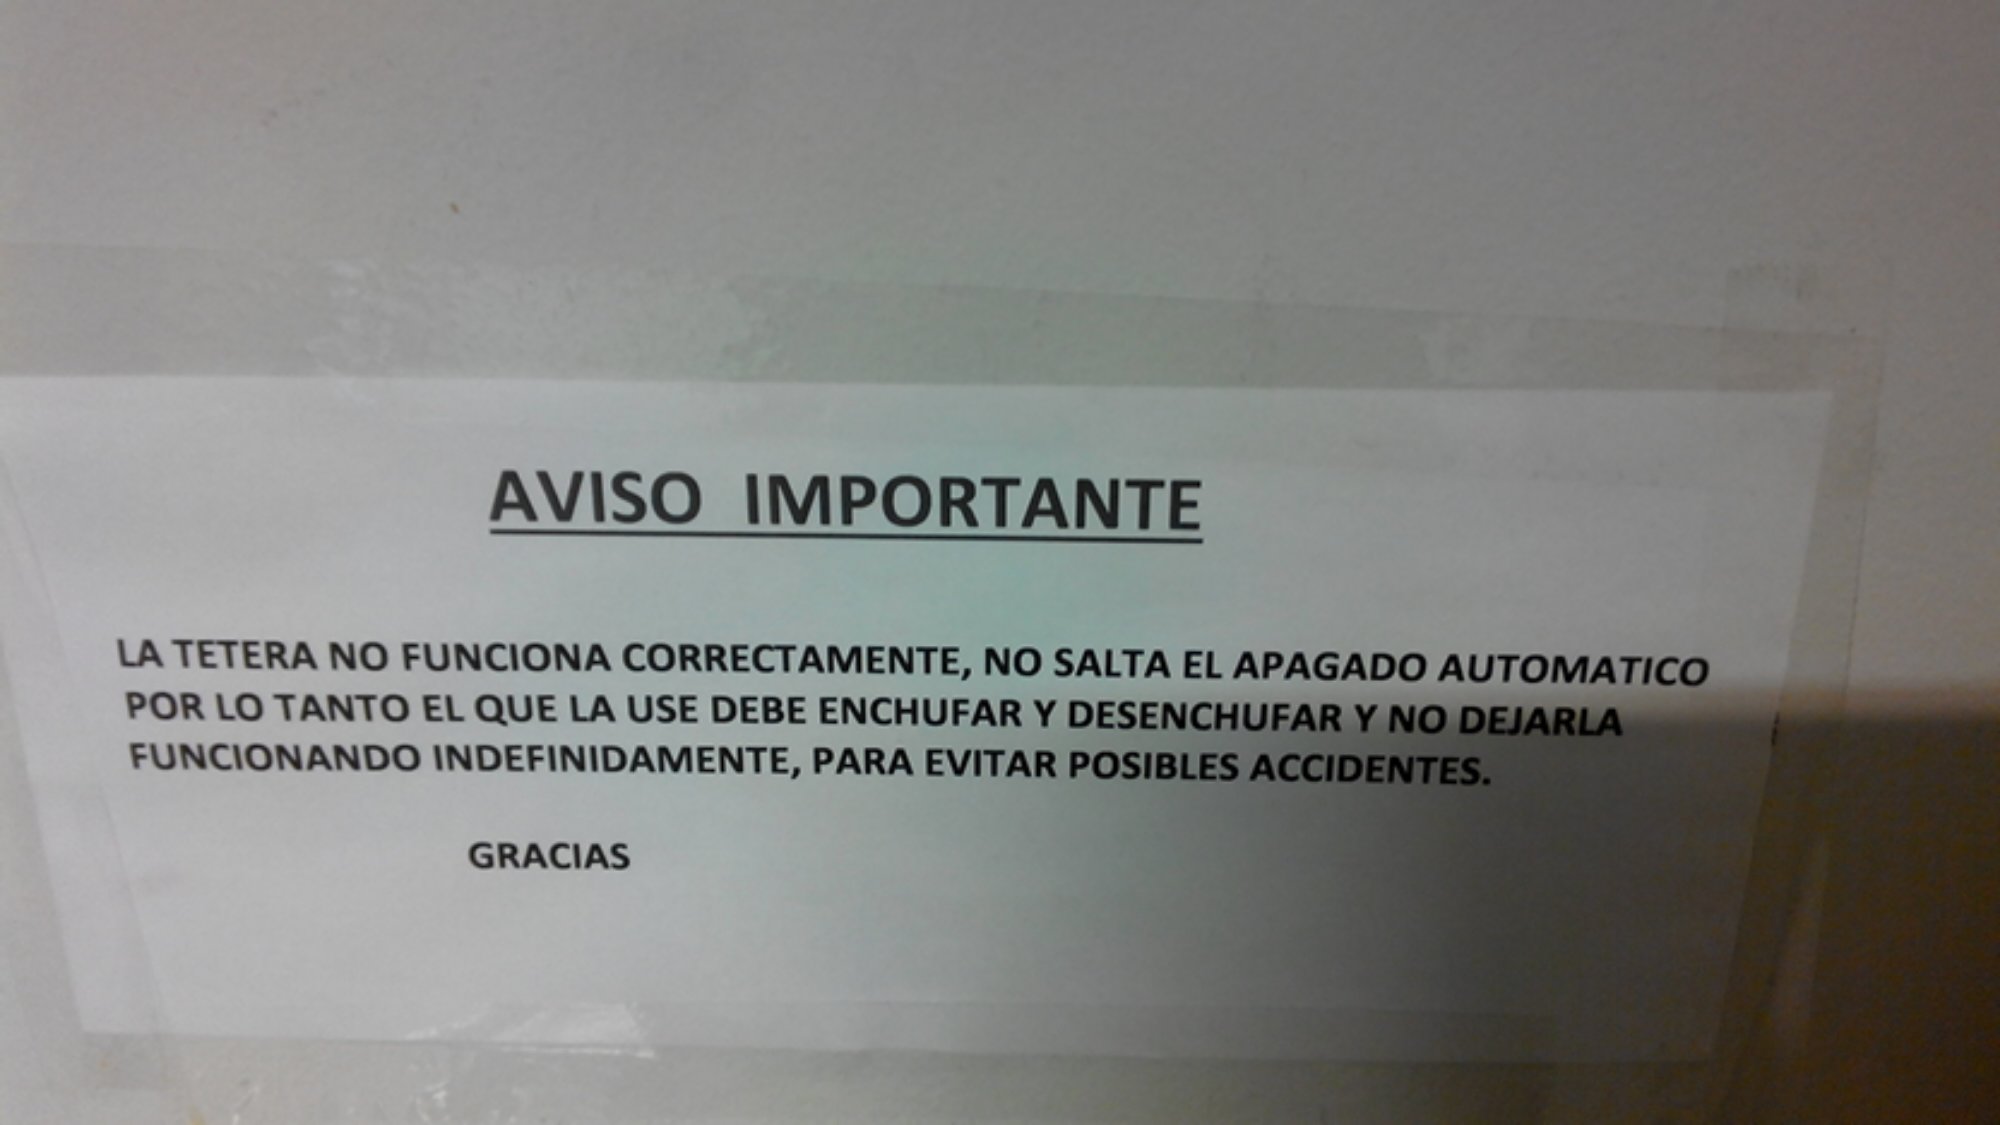 AVISO IMPORTANTE
LA TETERA NO FUNCIONA CORRECTAMENTE, NO SALTA EL APAGADO AUTOMATICO
POR LO TANTO EL QUE LA USE DEBE ENCHUFAR Y DESENCHUFAR Y NO DEJARLA
FUNCIONANDO INDEFINIDAMENTE, PARA EVITAR POSIBLES ACCIDENTES.
GRACIAS